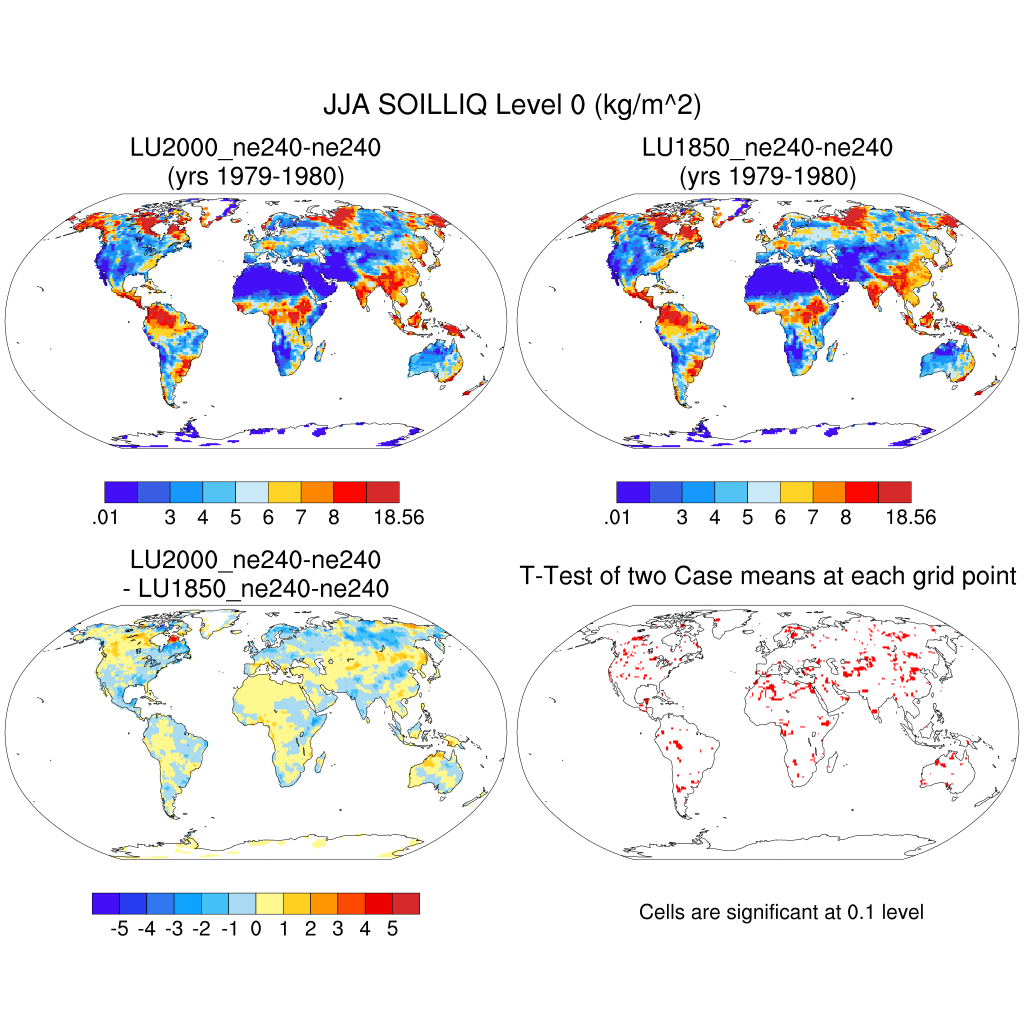 JJA SOILLIQ Level 0 (kg/m^2)
LU2000_ne240-ne240
(yrs 1979-1980)
LU1850_ne240-ne240
(yrs 1979-1980)
.01 3 4 5 6 7 8 18.56
.01 3 4 5 6 7 8 18.56
LU2000_ne240-ne240
- LU1850_ne240-ne240
T-Test of two Case means at each grid point
-5 -4 -3 -2 -1 0 1 2 3 4 5
Cells are significant at 0.1 level